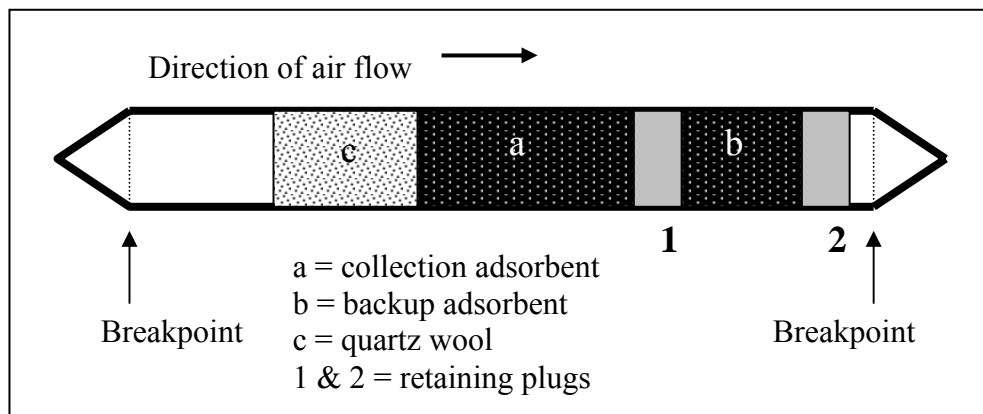 Direction of air flow
c
a
b
1
2
a = collection adsorbent
b = backup adsorbent
c = quartz wool
1 & 2 = retaining plugs
Breakpoint
Breakpoint